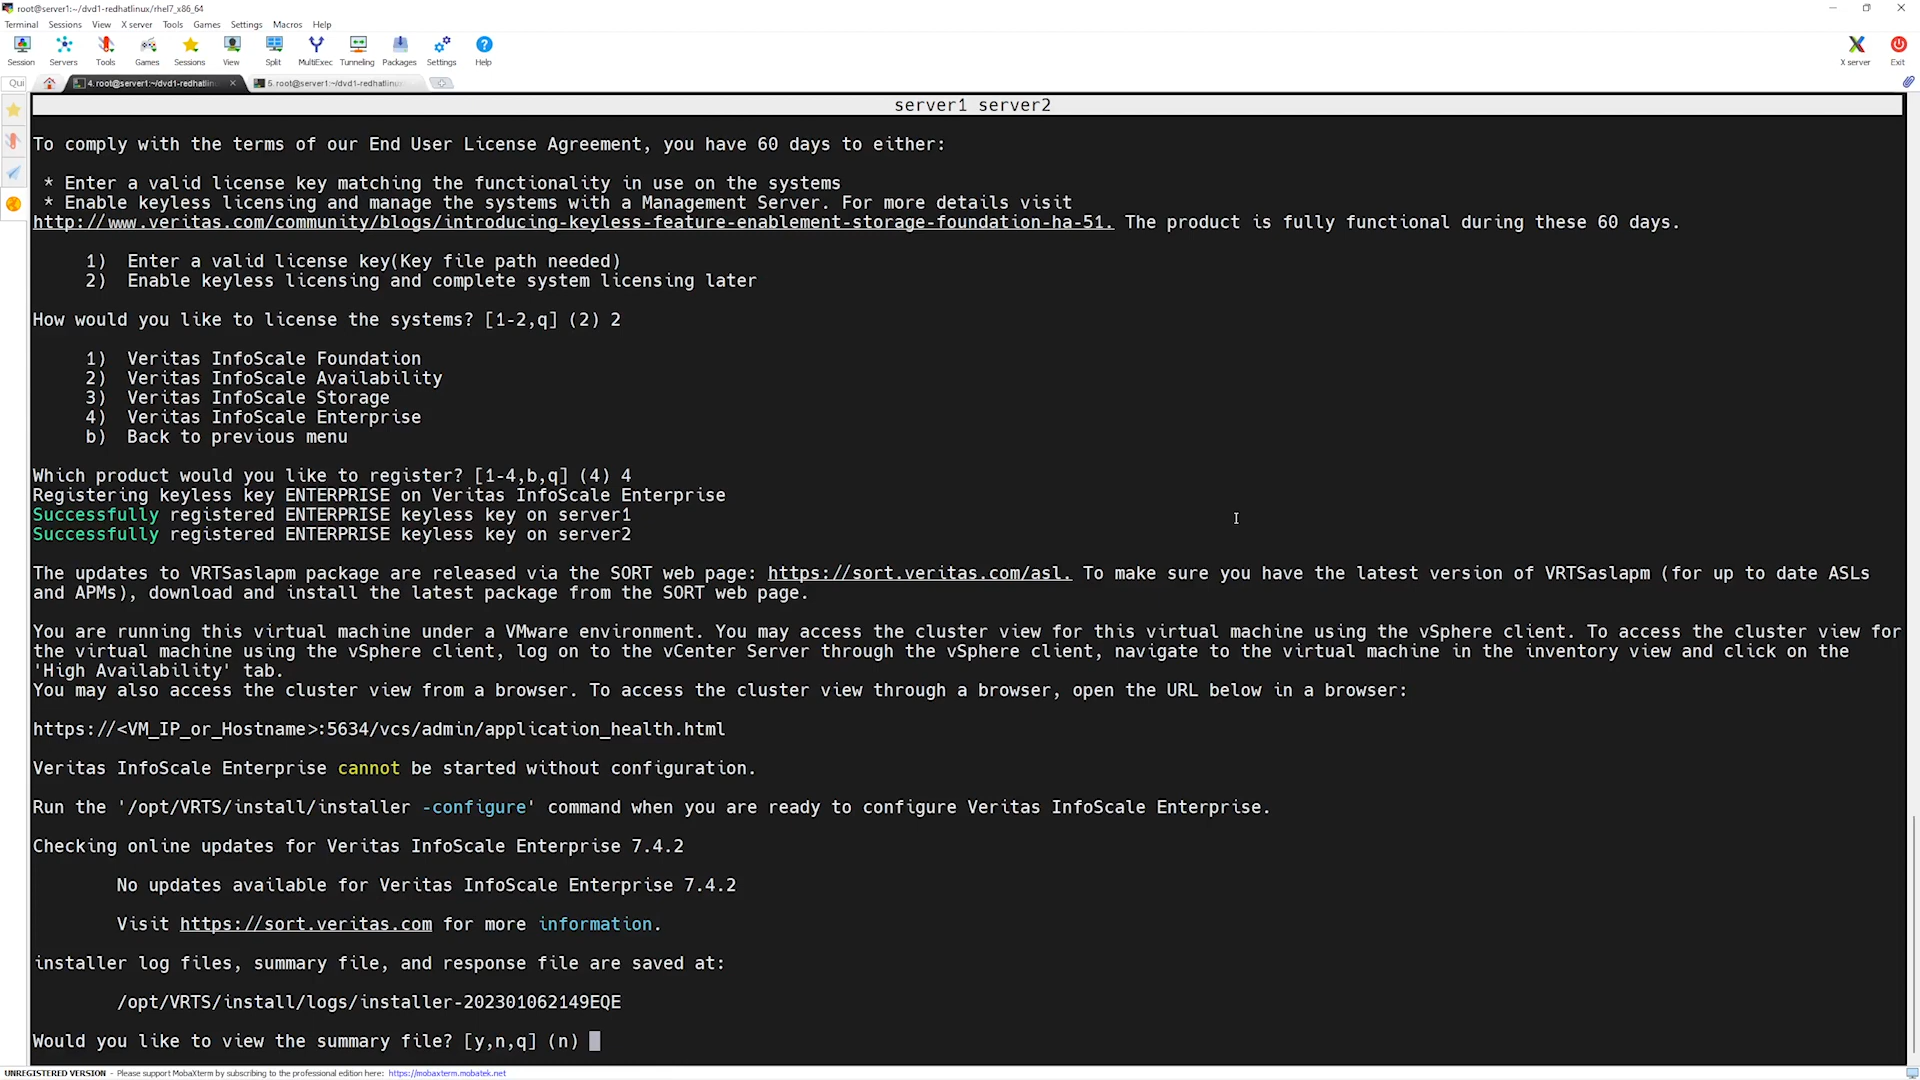 root@server1:~/dvd1-redhatlinux/rhel7_x86_64
Terminal Sessions View X server Tools Games Settings Macros Help
Session Servers Tools Games Sessions View Split MultiExec Tunneling Packages Settings Help X server Exit
Qui 4. root@server1:~/dvd1-redhatlin 5. root@server1:~/dvd1-redhatlinux
server1 server2
To comply with the terms of our End User License Agreement, you have 60 days to either:
* Enter a valid license key matching the functionality in use on the systems
* Enable keyless licensing and manage the systems with a Management Server. For more details visit
http://www.veritas.com/community/blogs/introducing-keyless-feature-enablement-storage-foundation-ha-51. The product is fully functional during these 60 days.
1) Enter a valid license key(Key file path needed)
2) Enable keyless licensing and complete system licensing later
How would you like to license the systems? [1-2,q] (2) 2
1) Veritas InfoScale Foundation
2) Veritas InfoScale Availability
3) Veritas InfoScale Storage
4) Veritas InfoScale Enterprise
b) Back to previous menu
Which product would you like to register? [1-4,b,q] (4) 4
Registering keyless key ENTERPRISE on Veritas InfoScale Enterprise
Successfully registered ENTERPRISE keyless key on server1
Successfully registered ENTERPRISE keyless key on server2
The updates to VRTSaslapm package are released via the SORT web page: https://sort.veritas.com/asl. To make sure you have the latest version of VRTSaslapm (for up to date ASLs
and APMs), download and install the latest package from the SORT web page.
You are running this virtual machine under a VMware environment. You may access the cluster view for this virtual machine using the vSphere client. To access the cluster view for
the virtual machine using the vSphere client, log on to the vCenter Server through the vSphere client, navigate to the virtual machine in the inventory view and click on the
'High Availability' tab.
You may also access the cluster view from a browser. To access the cluster view through a browser, open the URL below in a browser:
https://<VM_IP_or_Hostname>:5634/vcs/admin/application_health.html
Veritas InfoScale Enterprise cannot be started without configuration.
Run the '/opt/VRTS/install/installer -configure' command when you are ready to configure Veritas InfoScale Enterprise.
Checking online updates for Veritas InfoScale Enterprise 7.4.2
No updates available for Veritas InfoScale Enterprise 7.4.2
Visit https://sort.veritas.com for more information.
installer log files, summary file, and response file are saved at:
/opt/VRTS/install/logs/installer-202301062149EQE
Would you like to view the summary file? [y,n,q] (n)
UNREGISTERED VERSION - Please support MobaXterm by subscribing to the professional edition here: https://mobaxterm.mobatek.net